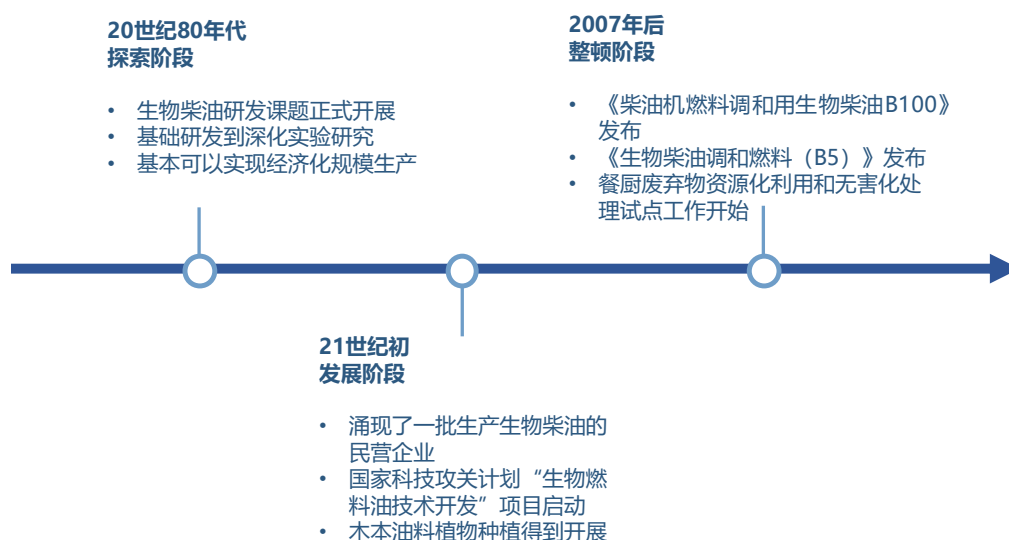 20世纪80年代
探索阶段
• 生物柴油研发课题正式开展
• 基础研发到深化实验研究
• 基本可以实现经济化规模生产
2007年后
整顿阶段
• 《柴油机燃料调和用生物柴油B100》
发布
• 《生物柴油调和燃料（B5）》发布
• 餐厨废弃物资源化利用和无害化处
理试点工作开始
21世纪初
发展阶段
• 涌现了一批生产生物柴油的
民营企业
• 国家科技攻关计划“生物燃
料油技术开发”项目启动
• 木本油料植物种植得到开展